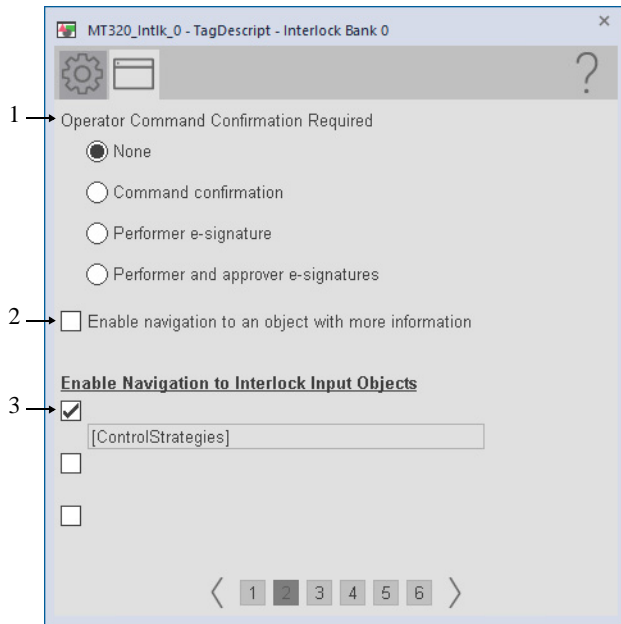 MT320_Intlk_0 - TagDescript - Interlock Bank 0
1
Operator Command Confirmation Required
None
Command confirmation
Performer e-signature
Performer and approver e-signatures
2
Enable navigation to an object with more information
Enable Navigation to Interlock Input Objects
3
[ControlStrategies]
1 2 3 4 5 6